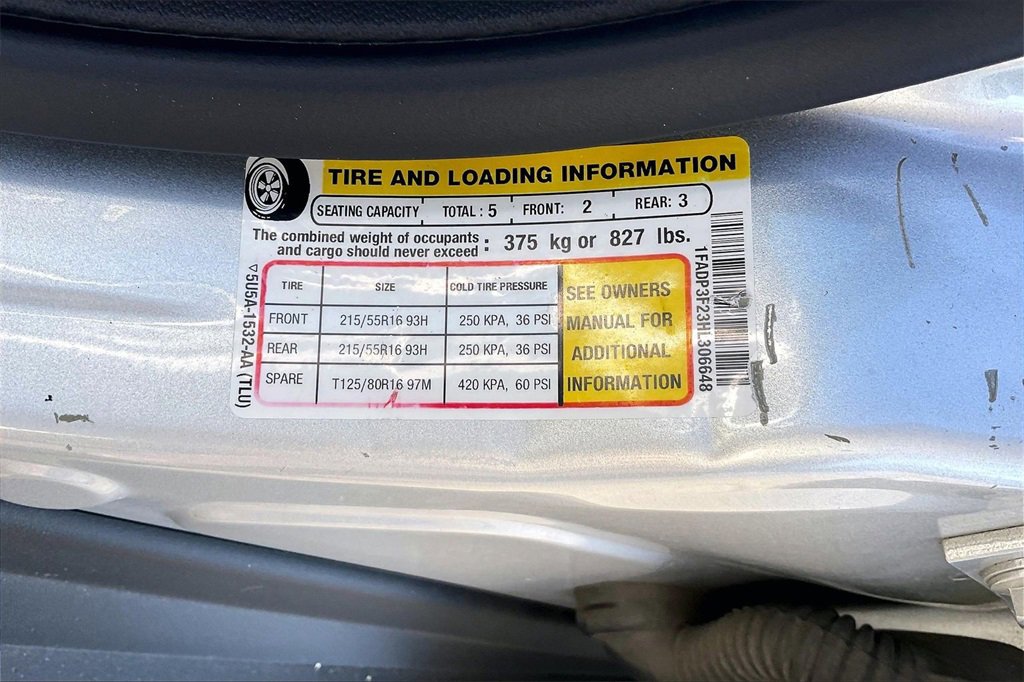 TIRE AND LOADING INFORMATION
SEATING CAPACITY TOTAL : 5 FRONT: 2 REAR: 3
The combined weight of occupants
and cargo should never exceed : 375 kg or 827 lbs.
TIRE SIZE COLD TIRE PRESSURE
FRONT 215/55R16 93H 250 KPA, 36 PSI
REAR 215/55R16 93H 250 KPA, 36 PSI
SPARE T125/80R16 97M 420 KPA, 60 PSI
SEE OWNERS
MANUAL FOR
ADDITIONAL
INFORMATION
▽5U5A-1532-AA (TLU)
1FADP3F23HL306648